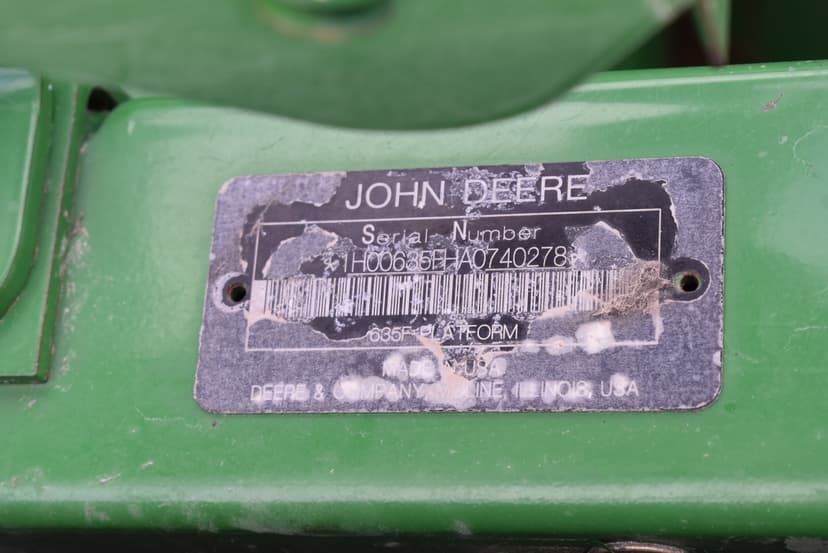 JOHN DEERE
Serial Number
*1H00635FHA0740278*
635F PLATFORM
MADE IN USA
DEERE & COMPANY MOLINE, ILLINOIS, USA